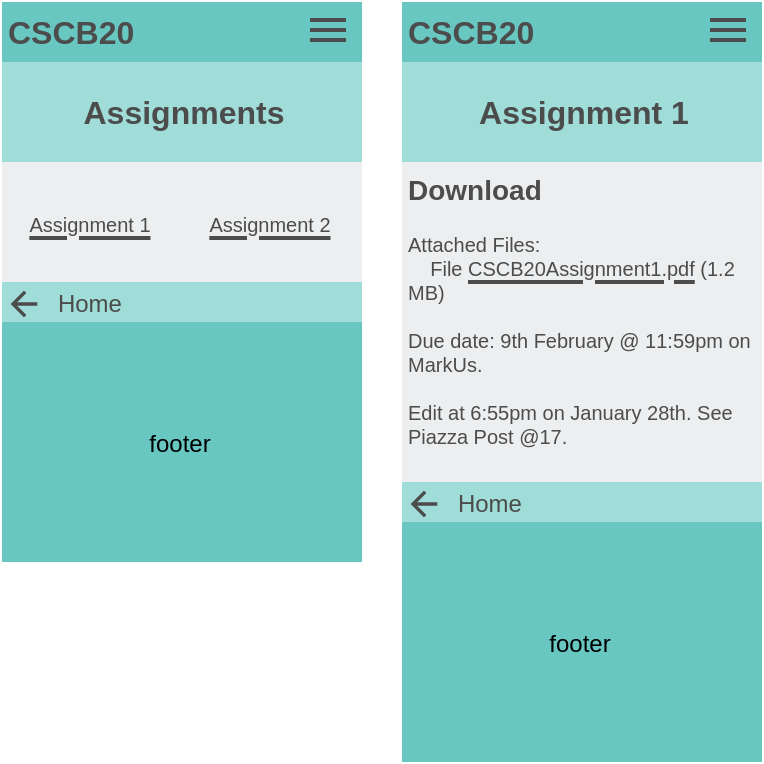 CSCB20
Assignments
Assignment 1
Assignment 2
Home
footer
CSCB20
Assignment 1
Download
Attached Files:
File CSCB20Assignment1.pdf (1.2
MB)
Due date: 9th February @ 11:59pm on
MarkUs.
Edit at 6:55pm on January 28th. See
Piazza Post @17.
Home
footer